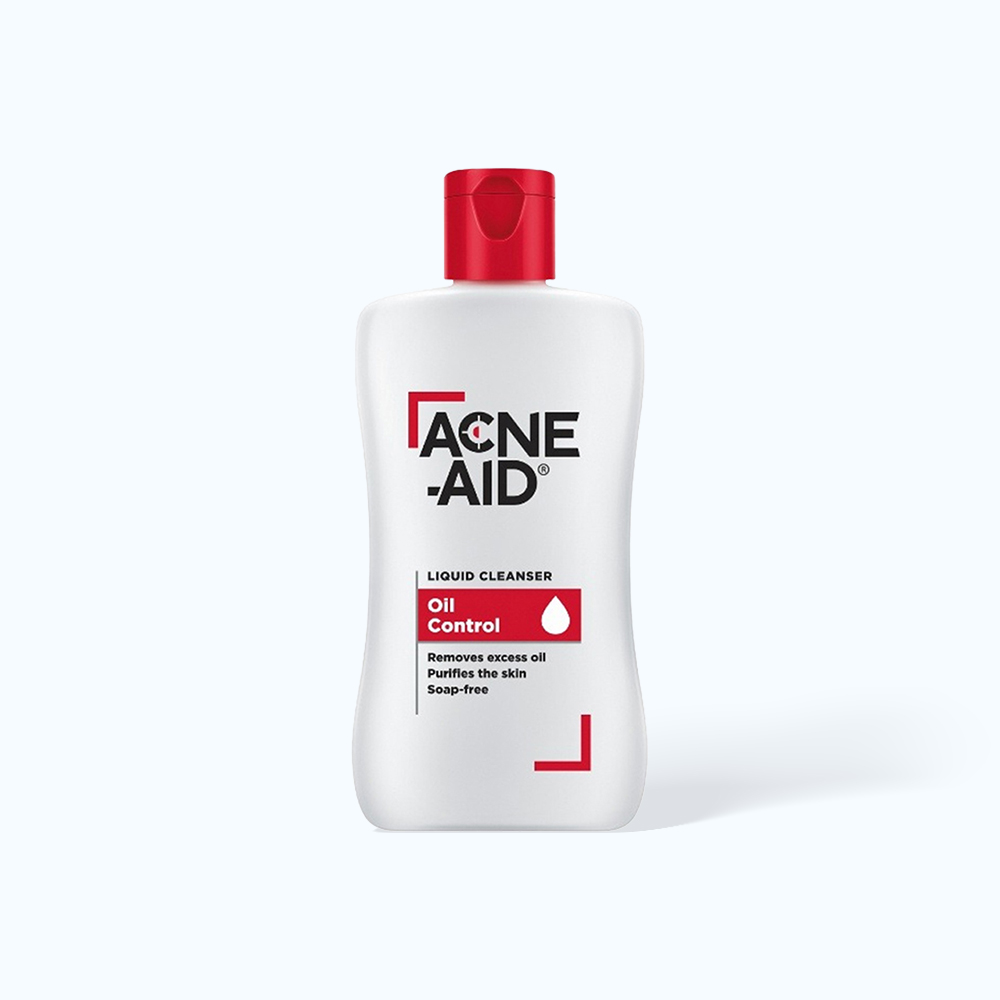 ACNE
-AID®
LIQUID CLEANSER
Oil
Control
Removes excess oil
Purifies the skin
Soap-free